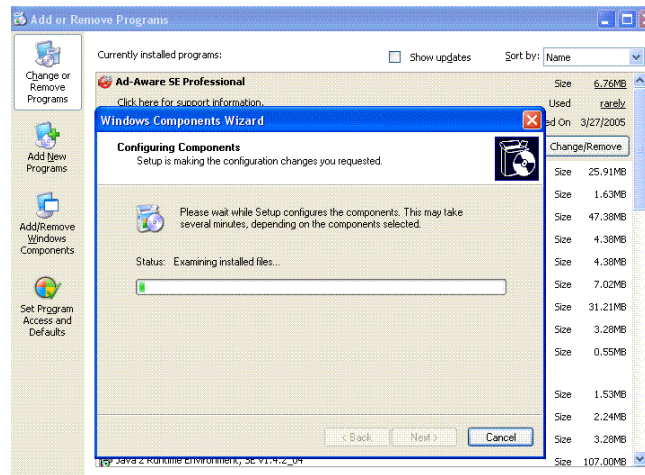 Add or Remove Programs
Currently installed programs:
Show updates
Sort by: Name
Change or
Remove
Programs
Add New
Programs
Add/Remove
Windows
Components
Set Program
Access and
Defaults
Ad-Aware SE Professional
Size 6.76MB
Click here for support information.
Used rarely
ed On 3/27/2005
Change/Remove
Windows Components Wizard
Configuring Components
Setup is making the configuration changes you requested.
Please wait while Setup configures the components. This may take
several minutes, depending on the components selected.
Status: Examining installed files...
< Back
Next >
Cancel
Size 25.91MB
Size 1.63MB
Size 47.38MB
Size 4.38MB
Size 4.38MB
Size 7.02MB
Size 31.21MB
Size 3.28MB
Size 0.55MB
Size 1.53MB
Size 2.24MB
Size 3.28MB
Java 2 Runtime Environment, SE v1.4.2_04
Size 107.00MB